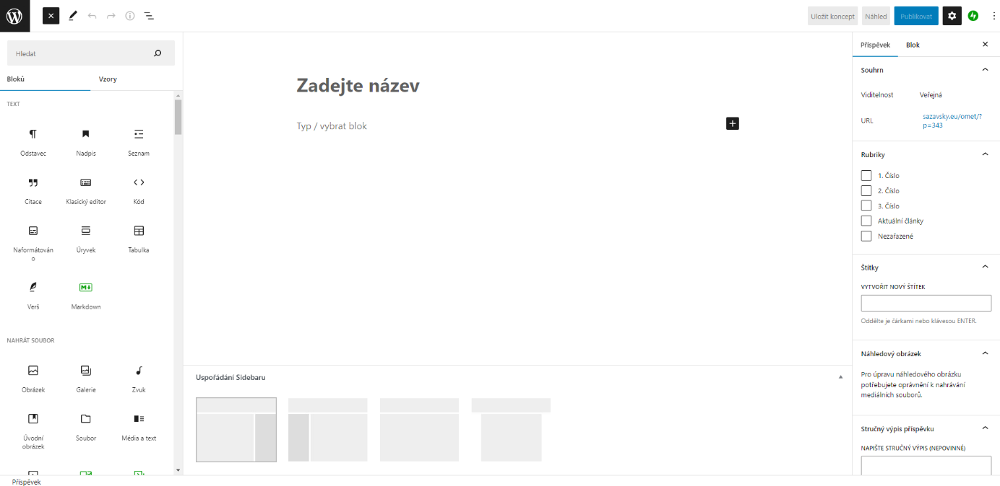 Uložit koncept
Náhled
Publikovat
Hledat
Bloků
Vzory
TEXT
Odstavec
Nadpis
Seznam
Citace
Klasický editor
Kód
Naformátováno
Úryvek
Tabulka
Verš
Markdown
NAHRÁT SOUBOR
Obrázek
Galerie
Zvuk
Úvodní
obrázek
Soubor
Média a text
Příspěvek
Zadejte název
Typ / vybrat blok
Uspořádání Sidebaru
Příspěvek
Blok
Souhrn
Viditelnost
Veřejná
URL
sazavsky.eu/omet/?
p=343
Rubriky
1. Číslo
2. Číslo
3. Číslo
Aktuální články
Nezařazené
Štítky
VYTVOŘIT NOVÝ ŠTÍTEK
Oddělte je čárkami nebo klávesou ENTER.
Náhledový obrázek
Pro úpravu náhledového obrázku
potřebujete oprávnění k nahrávání
mediálních souborů.
Stručný výpis příspěvku
NAPIŠTE STRUČNÝ VÝPIS (NEPOVINNÉ)